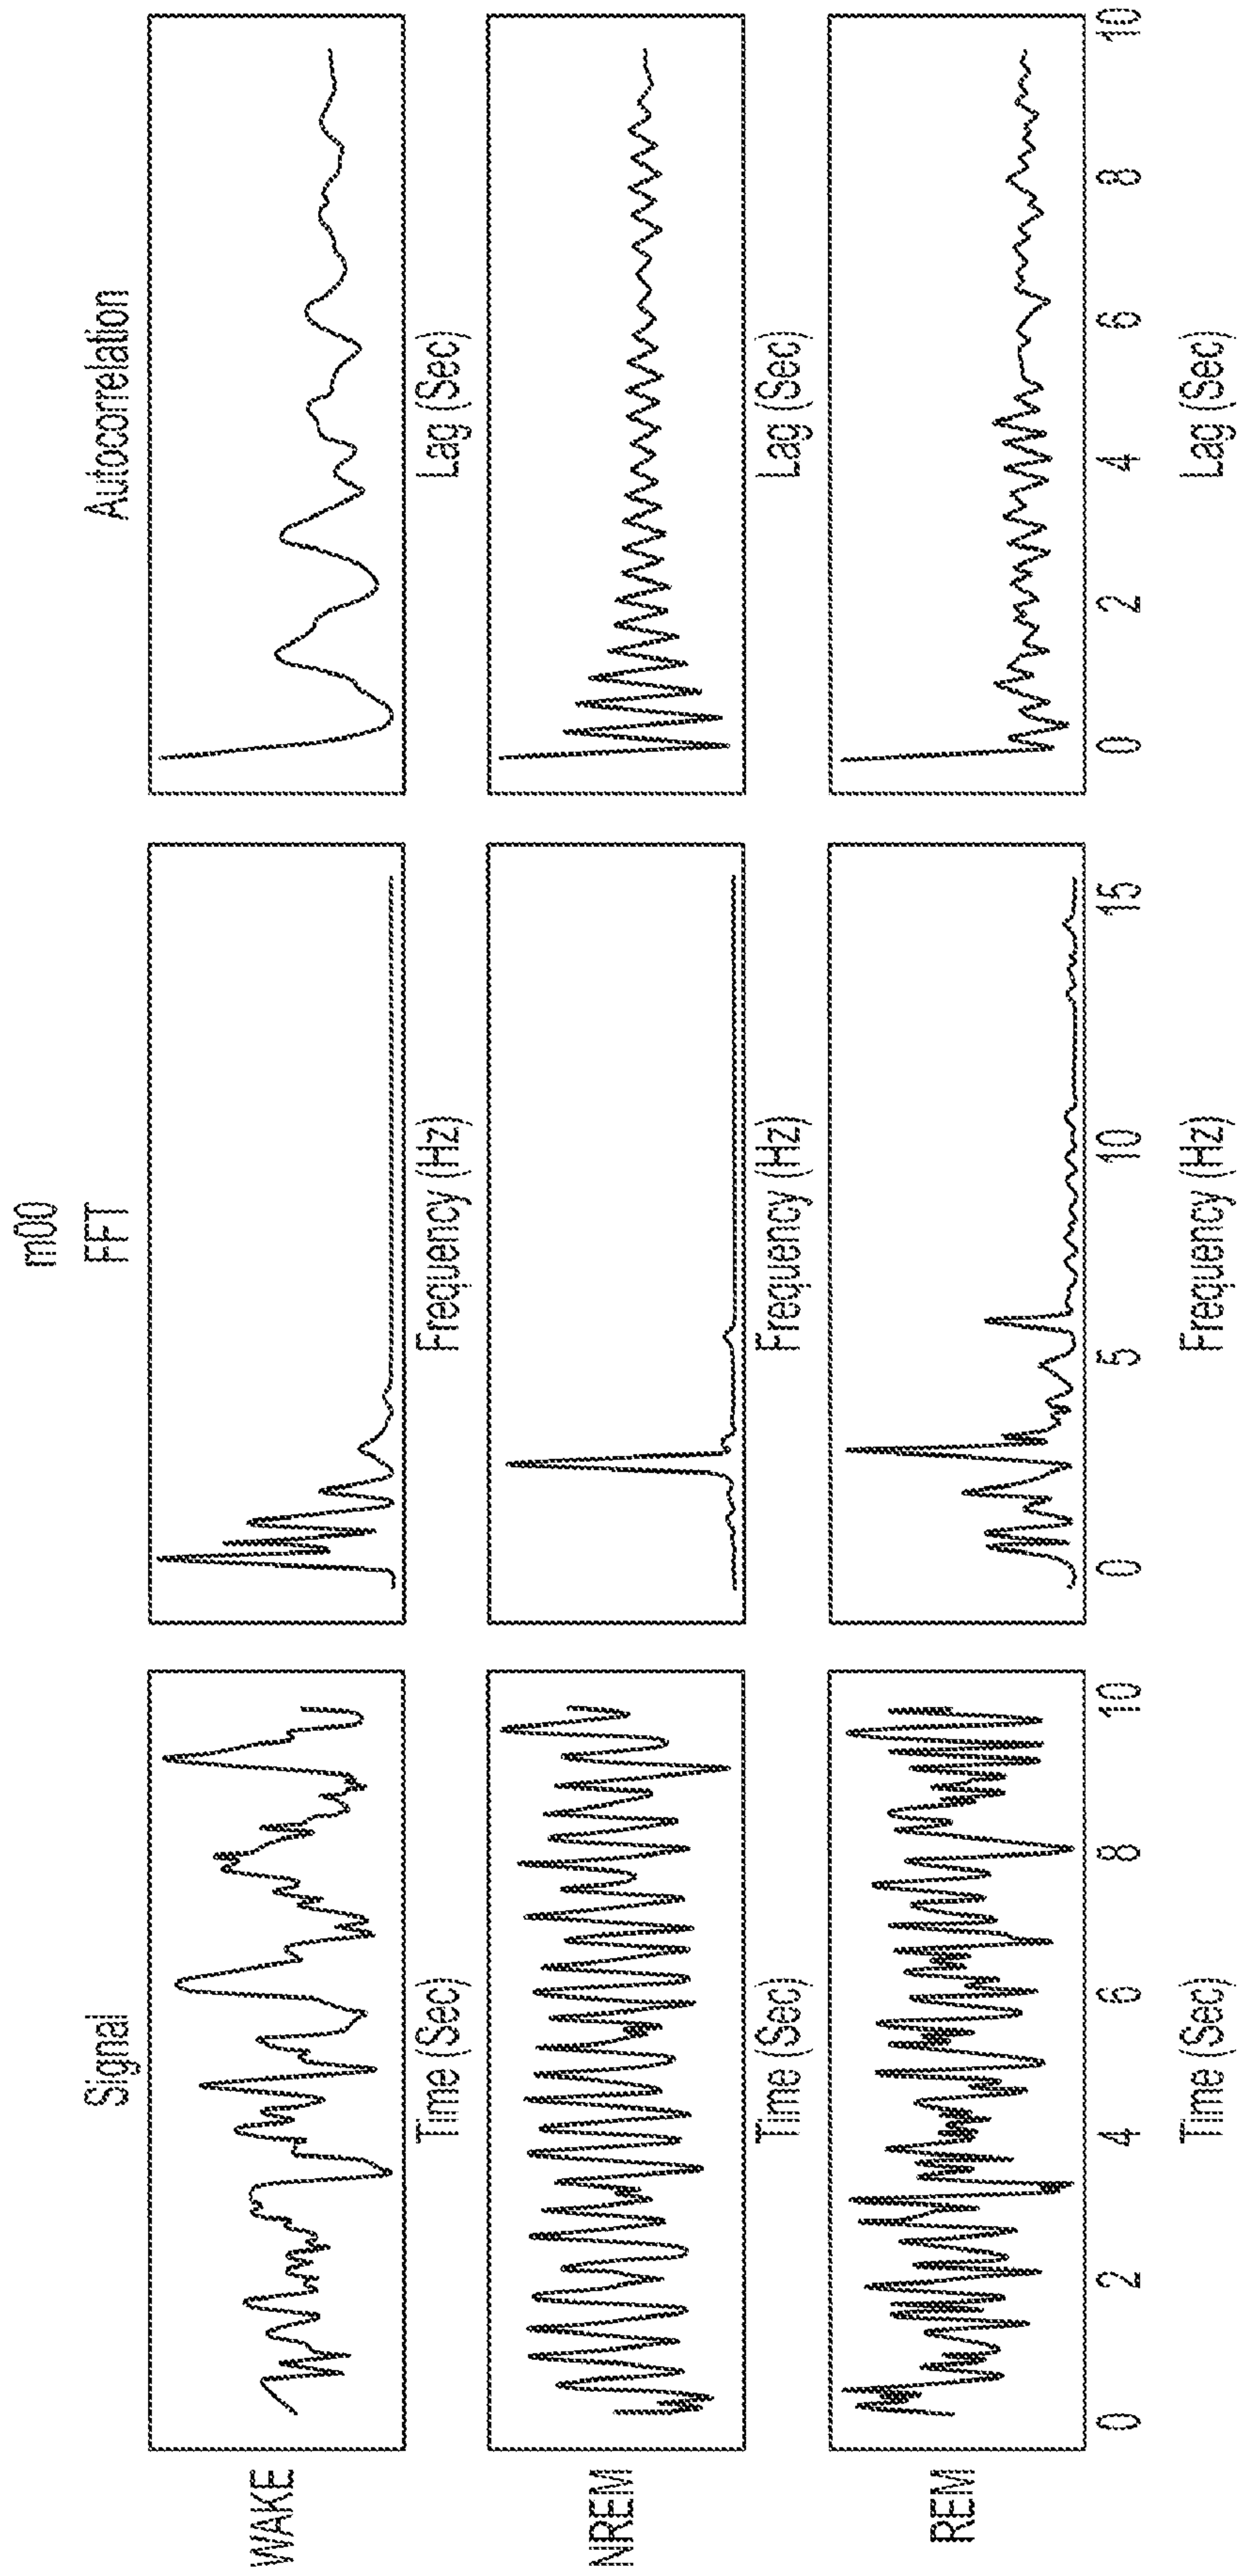 m00
Signal
FFT
Autocorrelation
WAKE
Time (Sec)
Frequency (Hz)
Lag (Sec)
NREM
Time (Sec)
Frequency (Hz)
Lag (Sec)
REM
0 2 4 6 8 10
0 5 10 15
0 2 4 6 8 10
Time (Sec)
Frequency (Hz)
Lag (Sec)